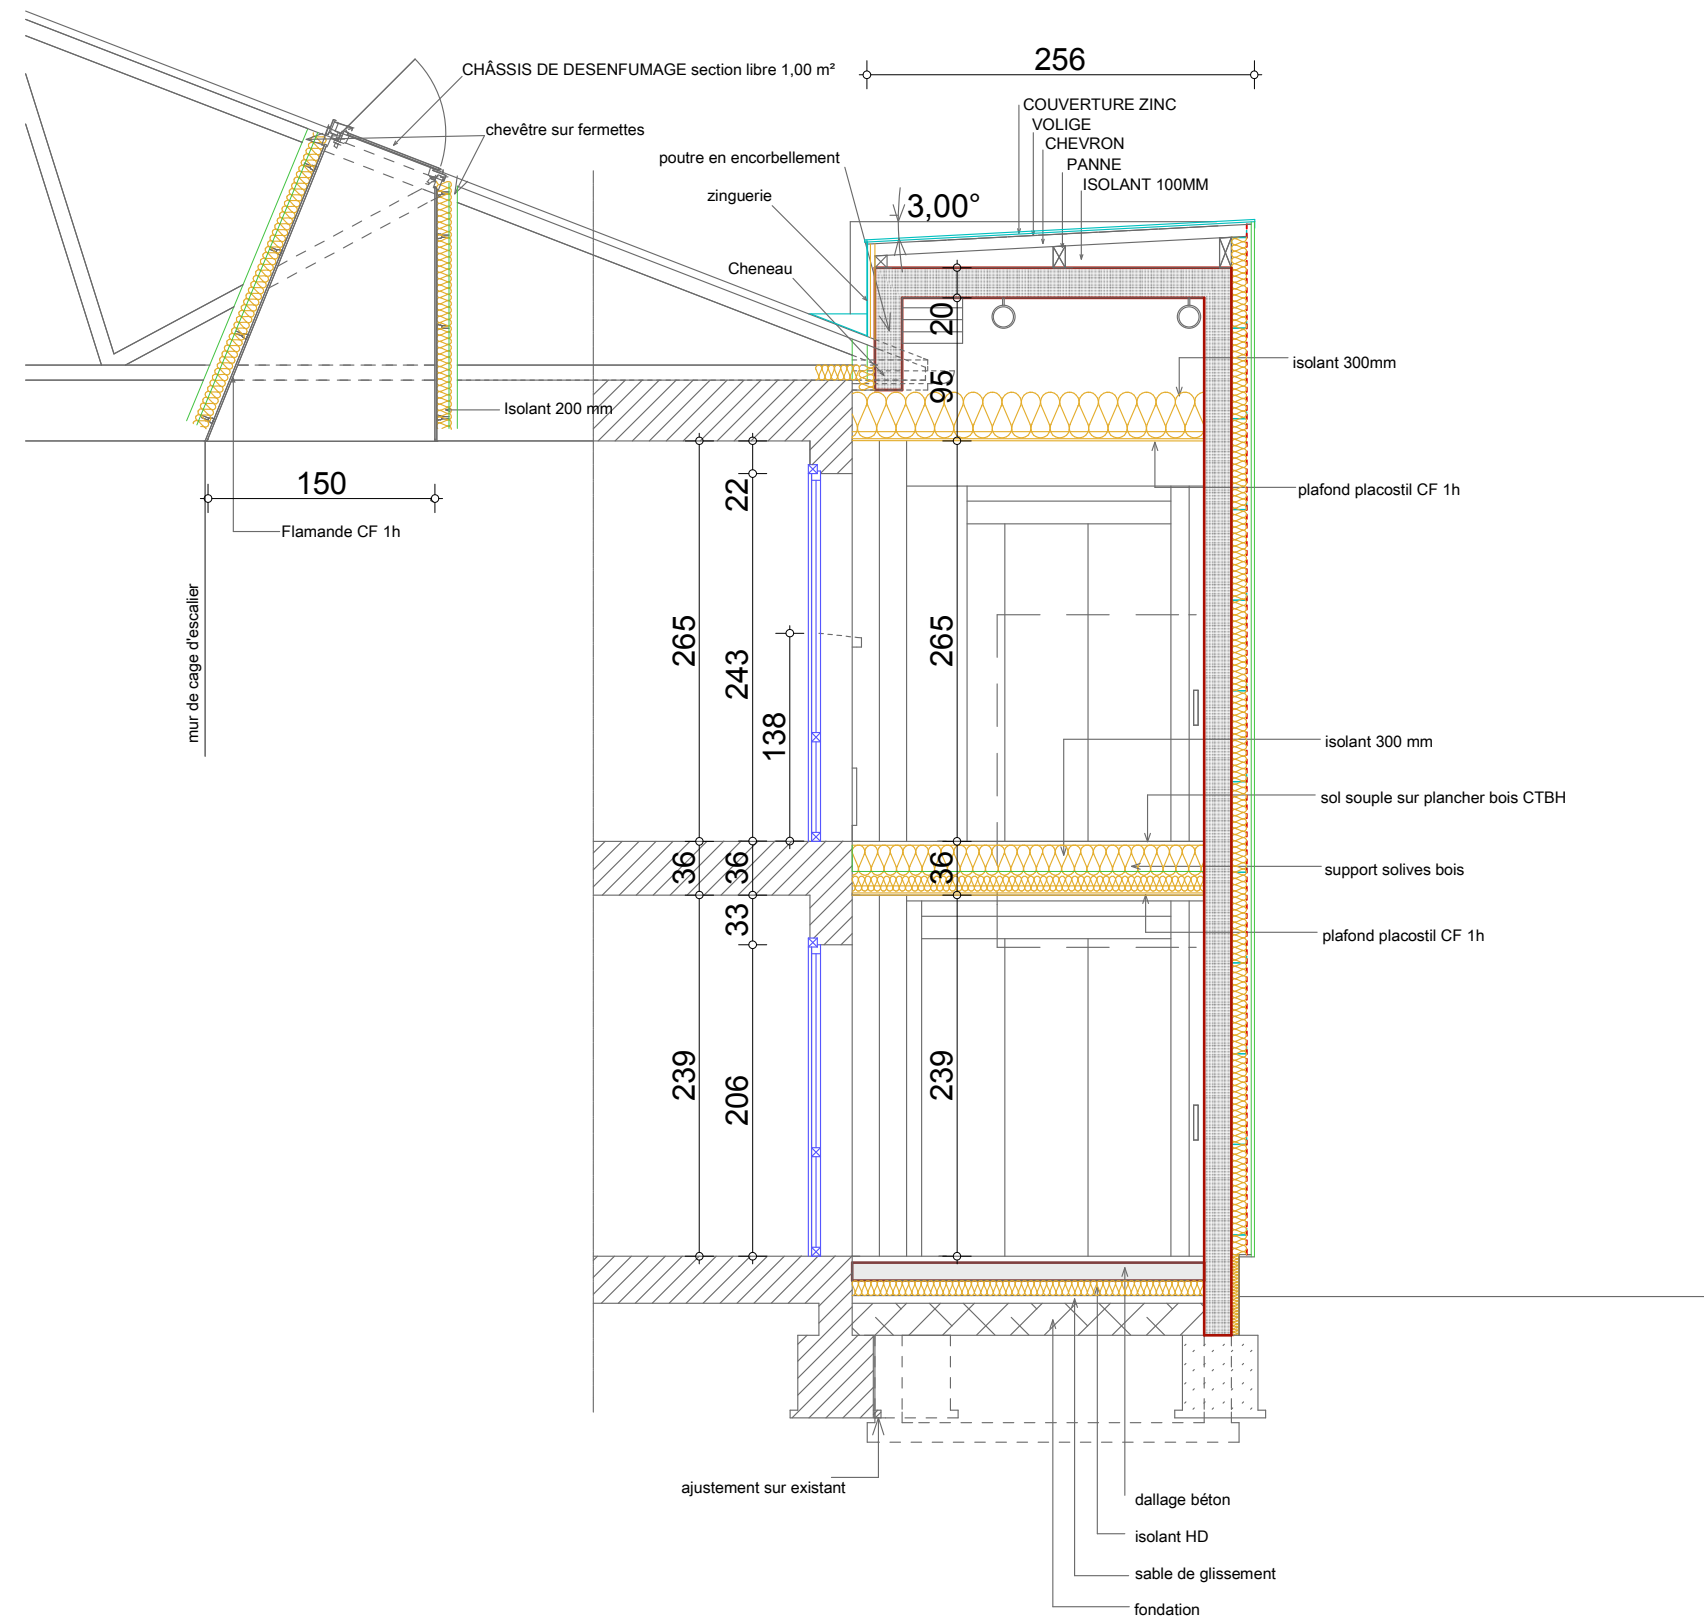 256
CHÂSSIS DE DESENFUMAGE section libre 1,00 m²
COUVERTURE ZINC
VOLIGE
chevêtre sur fermettes
CHEVRON
poutre en encorbellement
PANNE
ISOLANT 100MM
zinguerie
3,00°
Cheneau
20
isolant 300mm
95
Isolant 200 mm
150
22
plafond placostil CF 1h
Flamande CF 1h
mur de cage d'escalier
265
243
138
265
isolant 300 mm
sol souple sur plancher bois CTBH
36
36
36
support solives bois
33
plafond placostil CF 1h
239
206
239
ajustement sur existant
dallage béton
isolant HD
sable de glissement
fondation